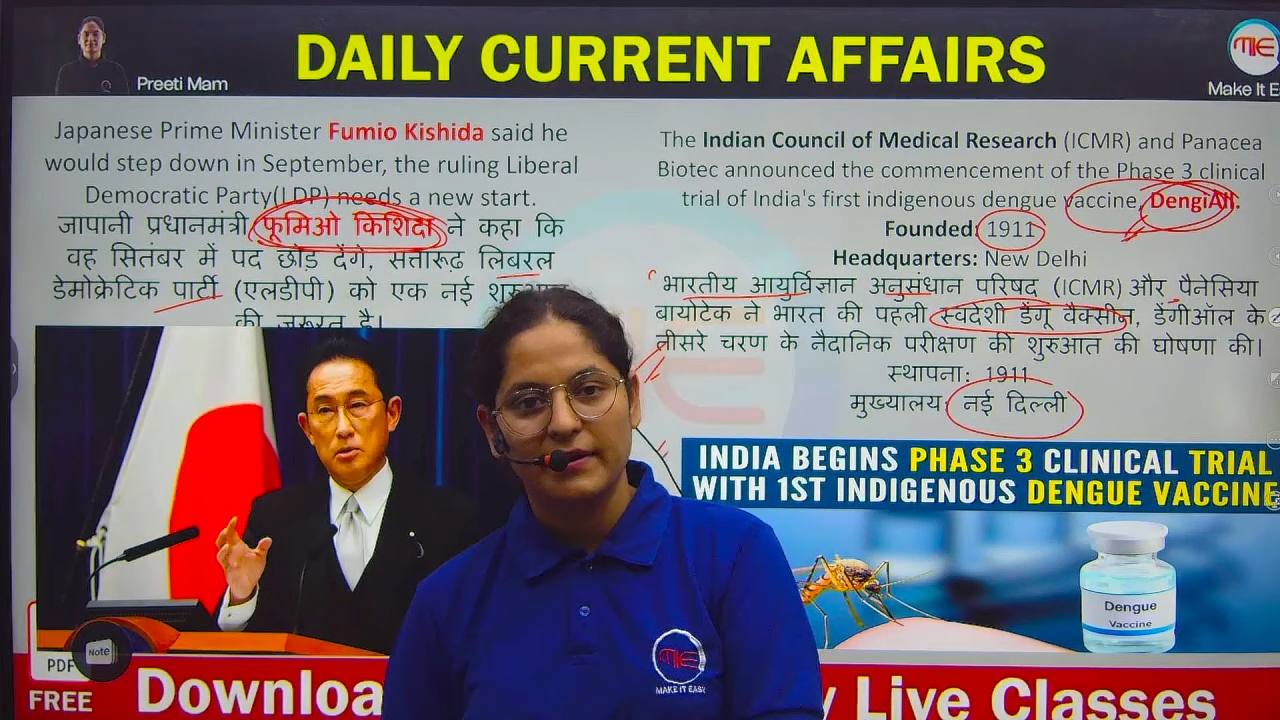 Preeti Mam
DAILY CURRENT AFFAIRS
MIE
Make It E
Japanese Prime Minister Fumio Kishida said he
would step down in September, the ruling Liberal
Democratic Party(LDP) needs a new start.
जापानी प्रधानमंत्री फूमिओ किशिदा ने कहा कि
वह सितंबर में पद छोड़ देंगे, सत्तारूढ़ लिबरल
डेमोक्रेटिक पार्टी (एलडीपी) को एक नई शुरुआत
की जरूरत है।
The Indian Council of Medical Research (ICMR) and Panacea
Biotec announced the commencement of the Phase 3 clinical
trial of India's first indigenous dengue vaccine, DengiAll.
Founded: 1911
Headquarters: New Delhi
भारतीय आयुर्विज्ञान अनुसंधान परिषद (ICMR) और पैनेसिया
बायोटेक ने भारत की पहली स्वदेशी डेंगू वैक्सीन, डेंगीऑल के
तीसरे चरण के नैदानिक परीक्षण की शुरुआत की घोषणा की।
स्थापना: 1911
मुख्यालय नई दिल्ली
INDIA BEGINS PHASE 3 CLINICAL TRIAL
WITH 1ST INDIGENOUS DENGUE VACCINE
Dengue
Vaccine
MIE
MAKE IT EASY
Note
PDF
FREE
Downloa
y Live Classes